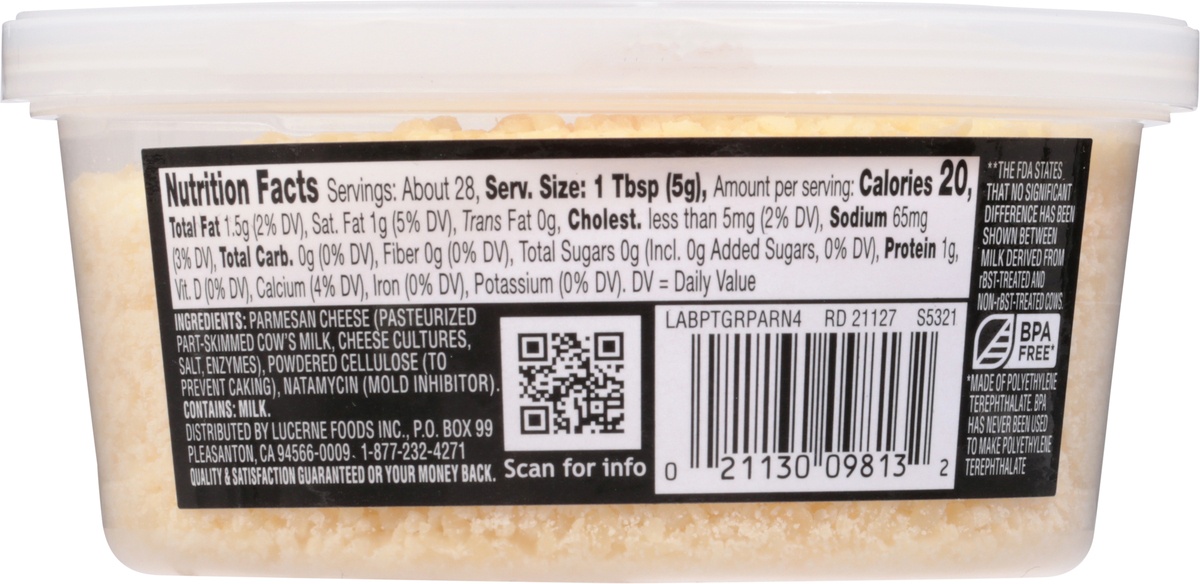 Nutrition Facts Servings: About 28, Serv. Size: 1 Tbsp (5g), Amount per serving: Calories 20,
Total Fat 1.5g (2% DV), Sat. Fat 1g (5% DV), Trans Fat 0g, Cholest. less than 5mg (2% DV), Sodium 65mg
(3% DV), Total Carb. 0g (0% DV), Fiber 0g (0% DV), Total Sugars 0g (Incl. 0g Added Sugars, 0% DV), Protein 1g,
Vit. D (0% DV), Calcium (4% DV), Iron (0% DV), Potassium (0% DV). DV = Daily Value
INGREDIENTS: PARMESAN CHEESE (PASTEURIZED
PART-SKIMMED COW'S MILK, CHEESE CULTURES,
SALT, ENZYMES), POWDERED CELLULOSE (TO
PREVENT CAKING), NATAMYCIN (MOLD INHIBITOR).
CONTAINS: MILK.
DISTRIBUTED BY LUCERNE FOODS INC., P.O. BOX 99
PLEASANTON, CA 94566-0009. 1-877-232-4271
QUALITY & SATISFACTION GUARANTEED OR YOUR MONEY BACK.
Scan for info
LABPTGRPARN4 RD 21127 S5321
0 21130 09813 2
**THE FDA STATES
THAT NO SIGNIFICANT
DIFFERENCE HAS BEEN
SHOWN BETWEEN
MILK DERIVED FROM
rBST-TREATED AND
NON-rBST-TREATED COWS.
BPA
FREE*
*MADE OF POLYETHYLENE
TEREPHTHALATE. BPA
HAS NEVER BEEN USED
TO MAKE POLYETHYLENE
TEREPHTHALATE